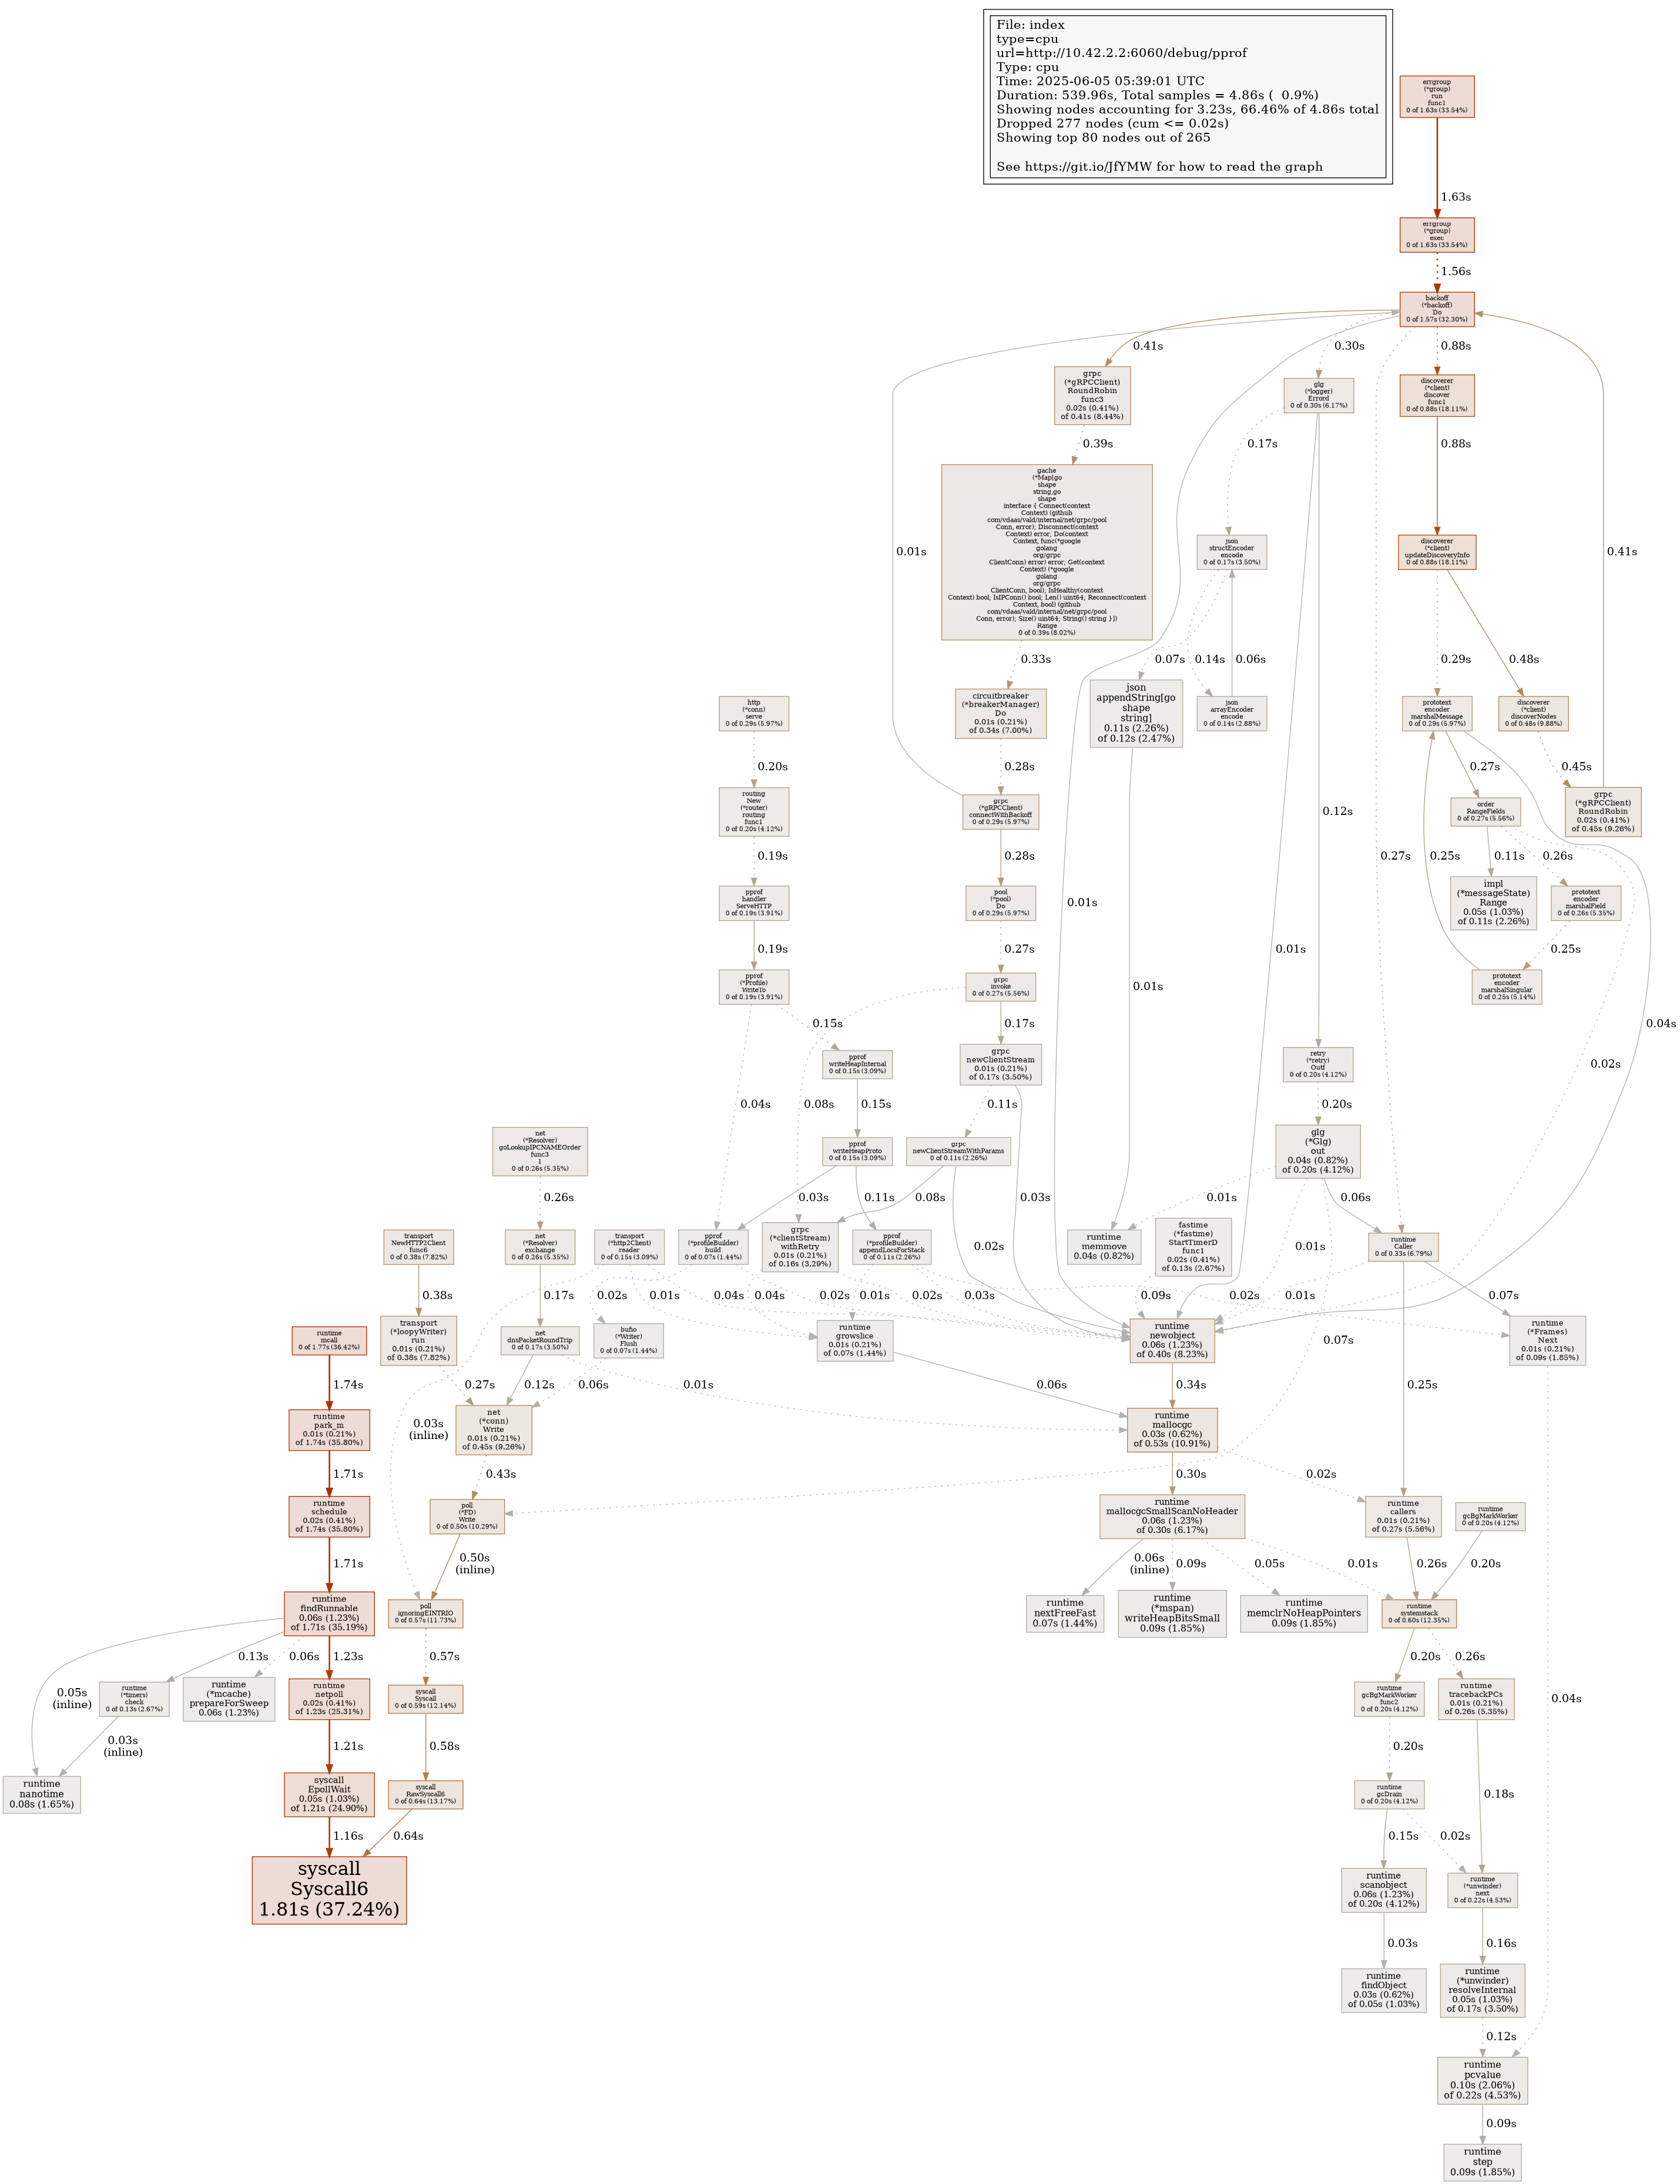 File: index
type=cpu
url=http://10.42.2.2:6060/debug/pprof
Type: cpu
Time: 2025-06-05 05:39:01 UTC
Duration: 539.96s, Total samples = 4.86s ( 0.9%)
Showing nodes accounting for 3.23s, 66.46% of 4.86s total
Dropped 277 nodes (cum <= 0.02s)
Showing top 80 nodes out of 265
See https://git.io/JfYMW for how to read the graph
errgroup
(*group)
run
func1
0 of 1.63s (33.54%)
1.63s
errgroup
(*group)
exec
0 of 1.63s (33.54%)
1.56s
backoff
(*backoff)
Do
0 of 1.57s (32.30%)
0.41s
0.30s
0.88s
grpc
(*gRPCClient)
RoundRobin
func3
0.02s (0.41%)
of 0.41s (8.44%)
glg
(*logger)
Errord
0 of 0.30s (6.17%)
discoverer
(*client)
discover
func1
0 of 0.88s (18.11%)
0.39s
0.17s
0.88s
gache
(*Map[go
shape
string,go
shape
interface { Connect(context
Context) (github
com/vdaas/vald/internal/net/grpc/pool
Conn, error); Disconnect(context
Context) error; Do(context
Context, func(*google
golang
org/grpc
ClientConn) error) error; Get(context
Context) (*google
golang
org/grpc
ClientConn, bool); IsHealthy(context
Context) bool; IsIPConn() bool; Len() uint64; Reconnect(context
Context, bool) (github
com/vdaas/vald/internal/net/grpc/pool
Conn, error); Size() uint64; String() string }])
Range
0 of 0.39s (8.02%)
0.01s
json
structEncoder
encode
0 of 0.17s (3.50%)
discoverer
(*client)
updateDiscoveryInfo
0 of 0.88s (18.11%)
0.41s
0.33s
0.07s
0.14s
0.06s
0.29s
0.48s
http
(*conn)
serve
0 of 0.29s (5.97%)
circuitbreaker
(*breakerManager)
Do
0.01s (0.21%)
of 0.34s (7.00%)
json
appendString[go
shape
string]
0.11s (2.26%)
of 0.12s (2.47%)
json
arrayEncoder
encode
0 of 0.14s (2.88%)
prototext
encoder
marshalMessage
0 of 0.29s (5.97%)
discoverer
(*client)
discoverNodes
0 of 0.48s (9.88%)
0.20s
0.28s
0.27s
0.45s
routing
New
(*router)
routing
func1
0 of 0.20s (4.12%)
grpc
(*gRPCClient)
connectWithBackoff
0 of 0.29s (5.97%)
0.12s
order
RangeFields
0 of 0.27s (5.56%)
grpc
(*gRPCClient)
RoundRobin
0.02s (0.41%)
of 0.45s (9.26%)
0.19s
0.28s
0.27s
0.25s
0.11s
0.26s
pprof
handler
ServeHTTP
0 of 0.19s (3.91%)
pool
(*pool)
Do
0 of 0.29s (5.97%)
0.01s
impl
(*messageState)
Range
0.05s (1.03%)
of 0.11s (2.26%)
prototext
encoder
marshalField
0 of 0.26s (5.35%)
0.19s
0.27s
0.01s
0.25s
pprof
(*Profile)
WriteTo
0 of 0.19s (3.91%)
grpc
invoke
0 of 0.27s (5.56%)
0.01s
prototext
encoder
marshalSingular
0 of 0.25s (5.14%)
0.15s
0.17s
0.04s
pprof
writeHeapInternal
0 of 0.15s (3.09%)
grpc
newClientStream
0.01s (0.21%)
of 0.17s (3.50%)
retry
(*retry)
Outf
0 of 0.20s (4.12%)
0.02s
0.04s
0.15s
0.08s
0.11s
0.20s
net
(*Resolver)
goLookupIPCNAMEOrder
func3
1
0 of 0.26s (5.35%)
pprof
writeHeapProto
0 of 0.15s (3.09%)
grpc
newClientStreamWithParams
0 of 0.11s (2.26%)
glg
(*Glg)
out
0.04s (0.82%)
of 0.20s (4.12%)
0.26s
0.03s
0.11s
0.08s
0.03s
0.01s
0.06s
transport
NewHTTP2Client
func6
0 of 0.38s (7.82%)
net
(*Resolver)
exchange
0 of 0.26s (5.35%)
transport
(*http2Client)
reader
0 of 0.15s (3.09%)
pprof
(*profileBuilder)
build
0 of 0.07s (1.44%)
grpc
(*clientStream)
withRetry
0.01s (0.21%)
of 0.16s (3.29%)
pprof
(*profileBuilder)
appendLocsForStack
0 of 0.11s (2.26%)
0.02s
runtime
memmove
0.04s (0.82%)
fastime
(*fastime)
StartTimerD
func1
0.02s (0.41%)
of 0.13s (2.67%)
0.01s
runtime
Caller
0 of 0.33s (6.79%)
0.38s
0.17s
0.01s
0.04s
0.02s
0.02s
0.04s
0.01s
0.02s
0.03s
0.09s
0.02s
0.01s
0.07s
runtime
mcall
0 of 1.77s (36.42%)
transport
(*loopyWriter)
run
0.01s (0.21%)
of 0.38s (7.82%)
net
dnsPacketRoundTrip
0 of 0.17s (3.50%)
bufio
(*Writer)
Flush
0 of 0.07s (1.44%)
runtime
growslice
0.01s (0.21%)
of 0.07s (1.44%)
runtime
newobject
0.06s (1.23%)
of 0.40s (8.23%)
0.07s
runtime
(*Frames)
Next
0.01s (0.21%)
of 0.09s (1.85%)
1.74s
0.27s
0.12s
0.06s
0.01s
0.06s
0.34s
0.25s
runtime
park_m
0.01s (0.21%)
of 1.74s (35.80%)
0.03s
(inline)
net
(*conn)
Write
0.01s (0.21%)
of 0.45s (9.26%)
runtime
mallocgc
0.03s (0.62%)
of 0.53s (10.91%)
1.71s
0.43s
0.30s
0.02s
runtime
schedule
0.02s (0.41%)
of 1.74s (35.80%)
poll
(*FD)
Write
0 of 0.50s (10.29%)
runtime
mallocgcSmallScanNoHeader
0.06s (1.23%)
of 0.30s (6.17%)
runtime
callers
0.01s (0.21%)
of 0.27s (5.56%)
runtime
gcBgMarkWorker
0 of 0.20s (4.12%)
1.71s
0.50s
(inline)
0.06s
(inline)
0.09s
0.05s
0.01s
0.26s
0.20s
runtime
findRunnable
0.06s (1.23%)
of 1.71s (35.19%)
poll
ignoringEINTRIO
0 of 0.57s (11.73%)
runtime
nextFreeFast
0.07s (1.44%)
runtime
(*mspan)
writeHeapBitsSmall
0.09s (1.85%)
runtime
memclrNoHeapPointers
0.09s (1.85%)
runtime
systemstack
0 of 0.60s (12.35%)
0.05s
(inline)
0.13s
0.06s
1.23s
0.57s
0.20s
0.26s
runtime
(*timers)
check
0 of 0.13s (2.67%)
runtime
(*mcache)
prepareForSweep
0.06s (1.23%)
runtime
netpoll
0.02s (0.41%)
of 1.23s (25.31%)
syscall
Syscall
0 of 0.59s (12.14%)
runtime
gcBgMarkWorker
func2
0 of 0.20s (4.12%)
runtime
tracebackPCs
0.01s (0.21%)
of 0.26s (5.35%)
0.04s
0.03s
(inline)
1.21s
0.58s
0.20s
runtime
nanotime
0.08s (1.65%)
syscall
EpollWait
0.05s (1.03%)
of 1.21s (24.90%)
syscall
RawSyscall6
0 of 0.64s (13.17%)
runtime
gcDrain
0 of 0.20s (4.12%)
0.18s
1.16s
0.64s
0.15s
0.02s
syscall
Syscall6
1.81s (37.24%)
runtime
scanobject
0.06s (1.23%)
of 0.20s (4.12%)
runtime
(*unwinder)
next
0 of 0.22s (4.53%)
0.03s
0.16s
runtime
findObject
0.03s (0.62%)
of 0.05s (1.03%)
runtime
(*unwinder)
resolveInternal
0.05s (1.03%)
of 0.17s (3.50%)
0.12s
runtime
pcvalue
0.10s (2.06%)
of 0.22s (4.53%)
0.09s
runtime
step
0.09s (1.85%)